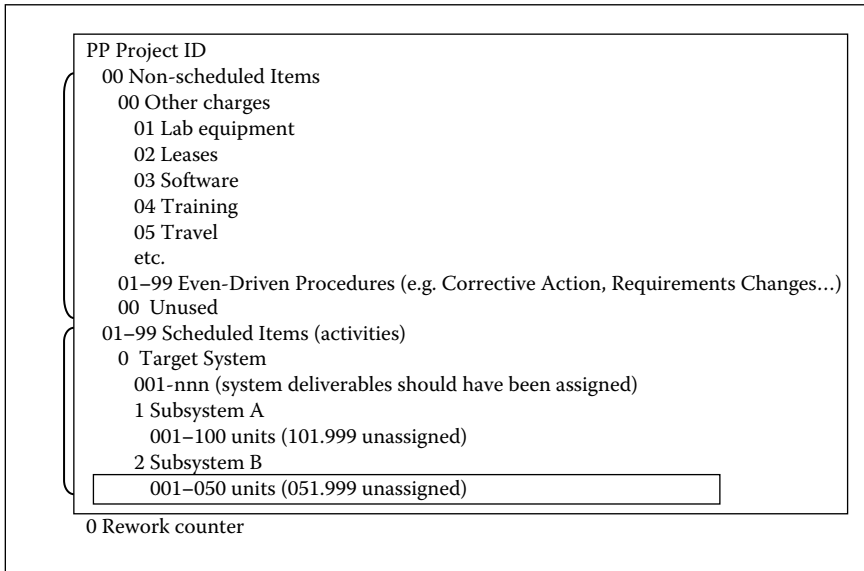 PP Project ID
00 Non-scheduled Items
00 Other charges
01 Lab equipment
02 Leases
03 Software
04 Training
05 Travel
etc.
01–99 Even-Driven Procedures (e.g. Corrective Action, Requirements Changes…)
00 Unused
01–99 Scheduled Items (activities)
0 Target System
001-nnn (system deliverables should have been assigned)
1 Subsystem A
001–100 units (101.999 unassigned)
2 Subsystem B
001–050 units (051.999 unassigned)
0 Rework counter